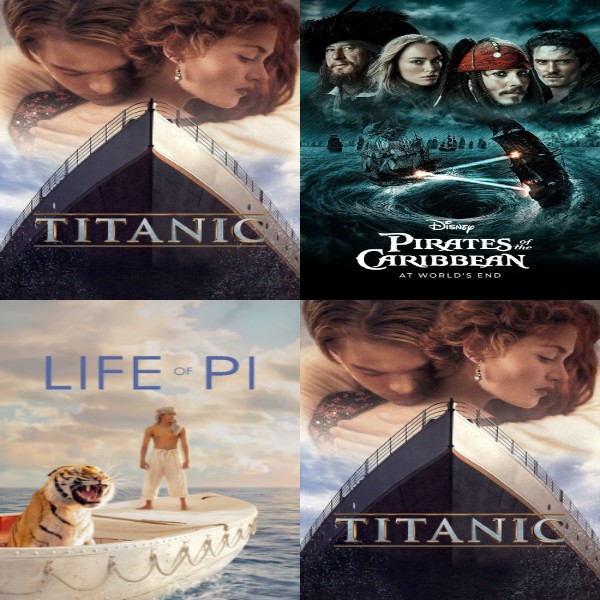 TITANIC
Disney
PIRATES of the
CARIBBEAN
AT WORLD'S END
LIFE OF PI
TITANIC